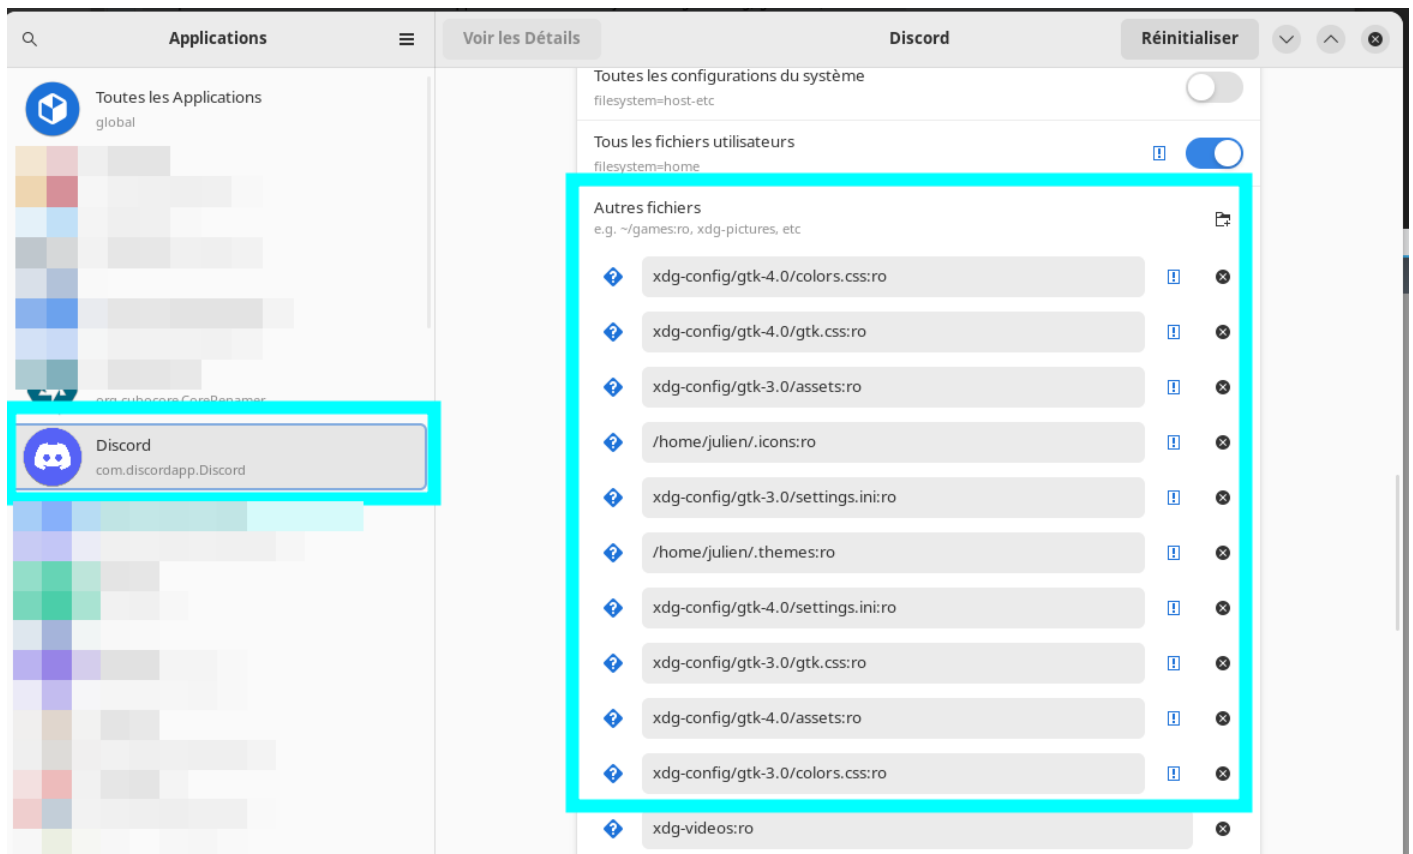 Applications
Voir les Détails
Discord
Réinitialiser
Toutes les Applications
global
org.cubocore.CoreRenamer
Discord
com.discordapp.Discord
Toutes les configurations du système
filesystem=host-etc
Tous les fichiers utilisateurs
filesystem=home
Autres fichiers
e.g. ~/games:ro, xdg-pictures, etc
xdg-config/gtk-4.0/colors.css:ro
xdg-config/gtk-4.0/gtk.css:ro
xdg-config/gtk-3.0/assets:ro
/home/julien/.icons:ro
xdg-config/gtk-3.0/settings.ini:ro
/home/julien/.themes:ro
xdg-config/gtk-4.0/settings.ini:ro
xdg-config/gtk-3.0/gtk.css:ro
xdg-config/gtk-4.0/assets:ro
xdg-config/gtk-3.0/colors.css:ro
xdg-videos:ro